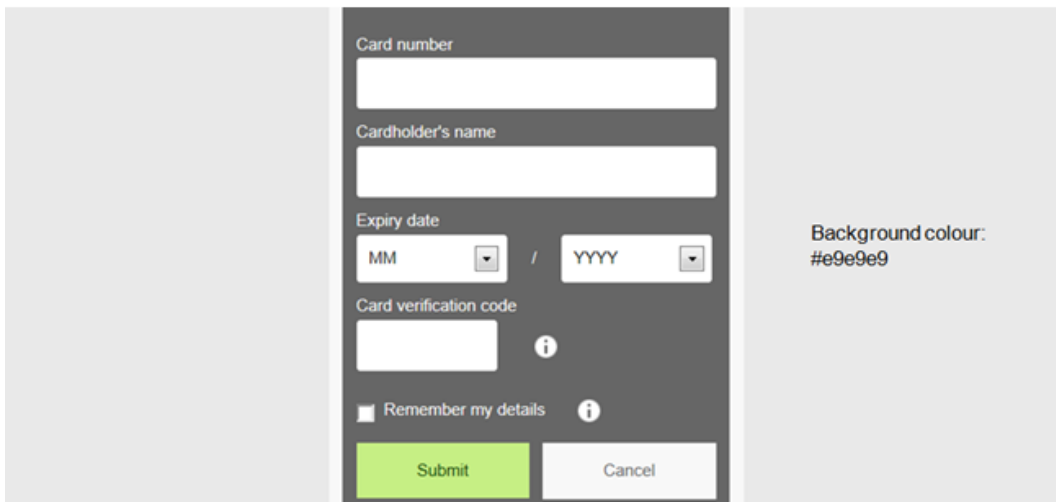 Card number
Cardholder's name
Expiry date
MM / YYYY
Card verification code
Remember my details
Submit Cancel
Background colour:
#e9e9e9